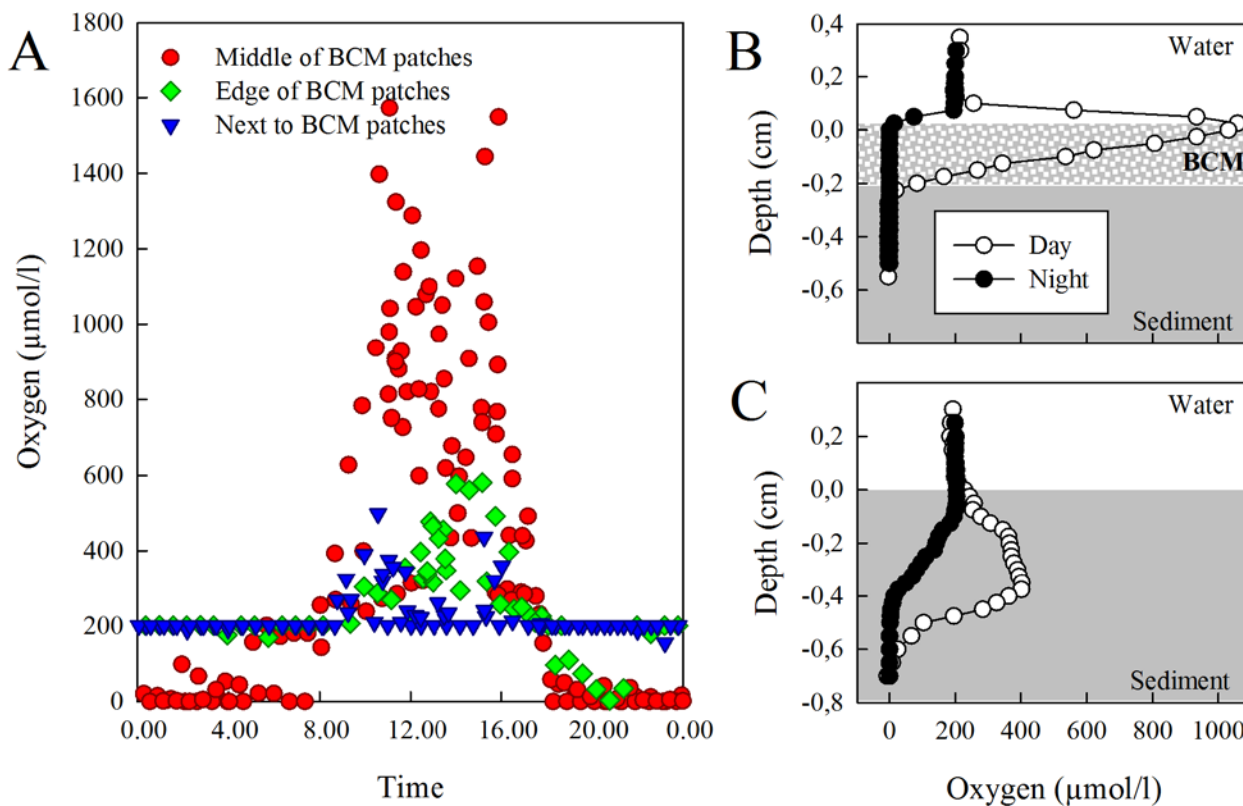 A
Oxygen (µmol/l)
1800
1600
1400
1200
1000
800
600
400
200
0
Middle of BCM patches
Edge of BCM patches
Next to BCM patches
0.00 4.00 8.00 12.00 16.00 20.00 0.00
Time
B
Depth (cm)
0,4
0,2
0,0
-0,2
-0,4
-0,6
Water
BCM
Day
Night
Sediment
C
Depth (cm)
0,2
0,0
-0,2
-0,4
-0,6
-0,8
Water
Sediment
0 200 400 600 800 1000
Oxygen (µmol/l)